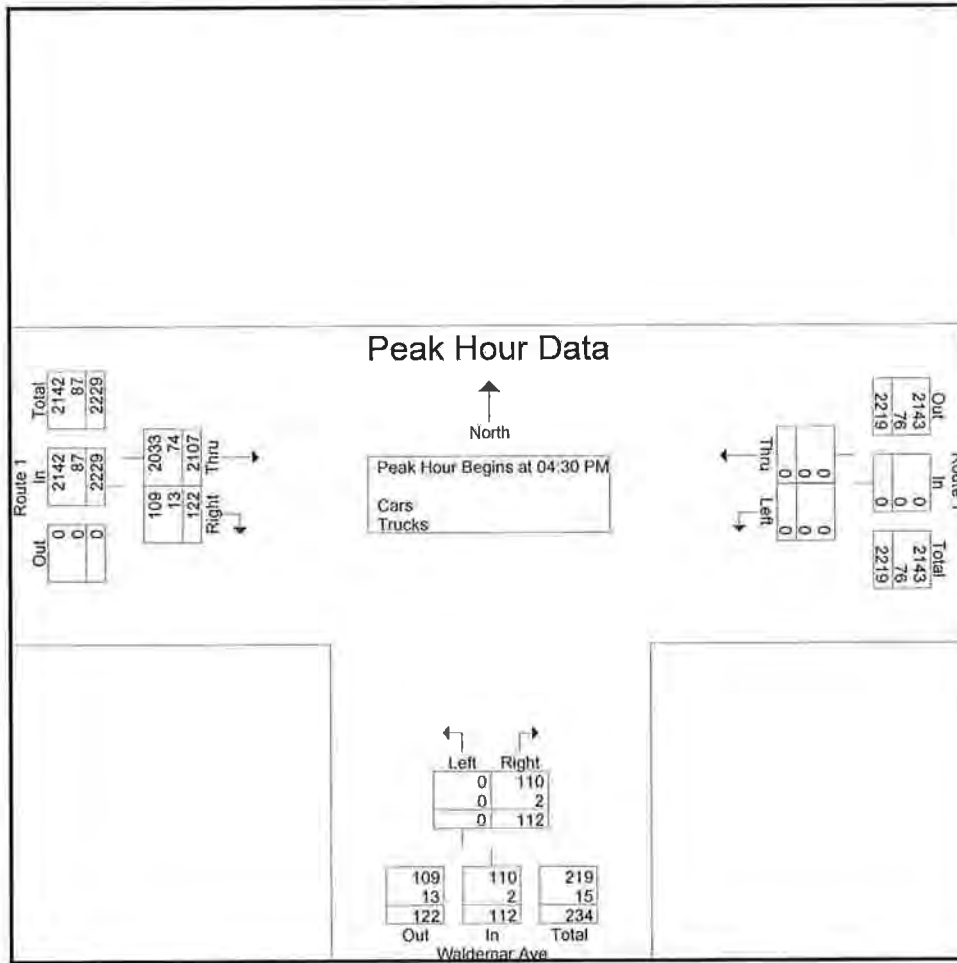 Peak Hour Data
North
Peak Hour Begins at 04:30 PM
Cars
Trucks
Route 1
Total
2142
87
2229
In
2142
87
2229
Out
0
0
0
Thru
2033
74
2107
Right
109
13
122
Thru
0
0
0
Left
0
0
0
Out
2143
76
2219
In
0
0
0
Total
2143
76
2219
Route 1
Left Right
0 110
0 2
0 112
109 110 219
13 2 15
122 112 234
Out In Total
Waldemar Ave